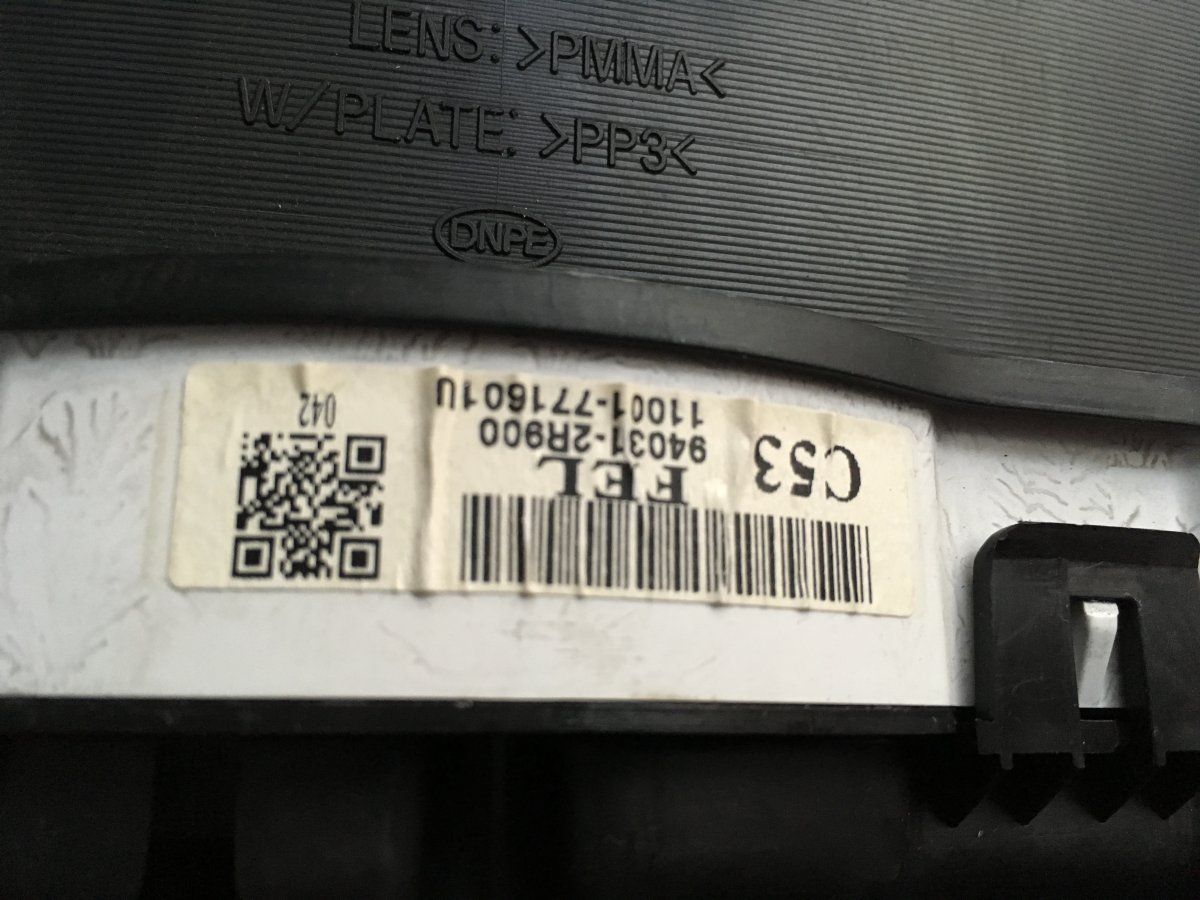 LENS: >PMMA<
W/PLATE: >PP3<
DNPE
C53
FEL
94031-2R900
11001-771601U
042